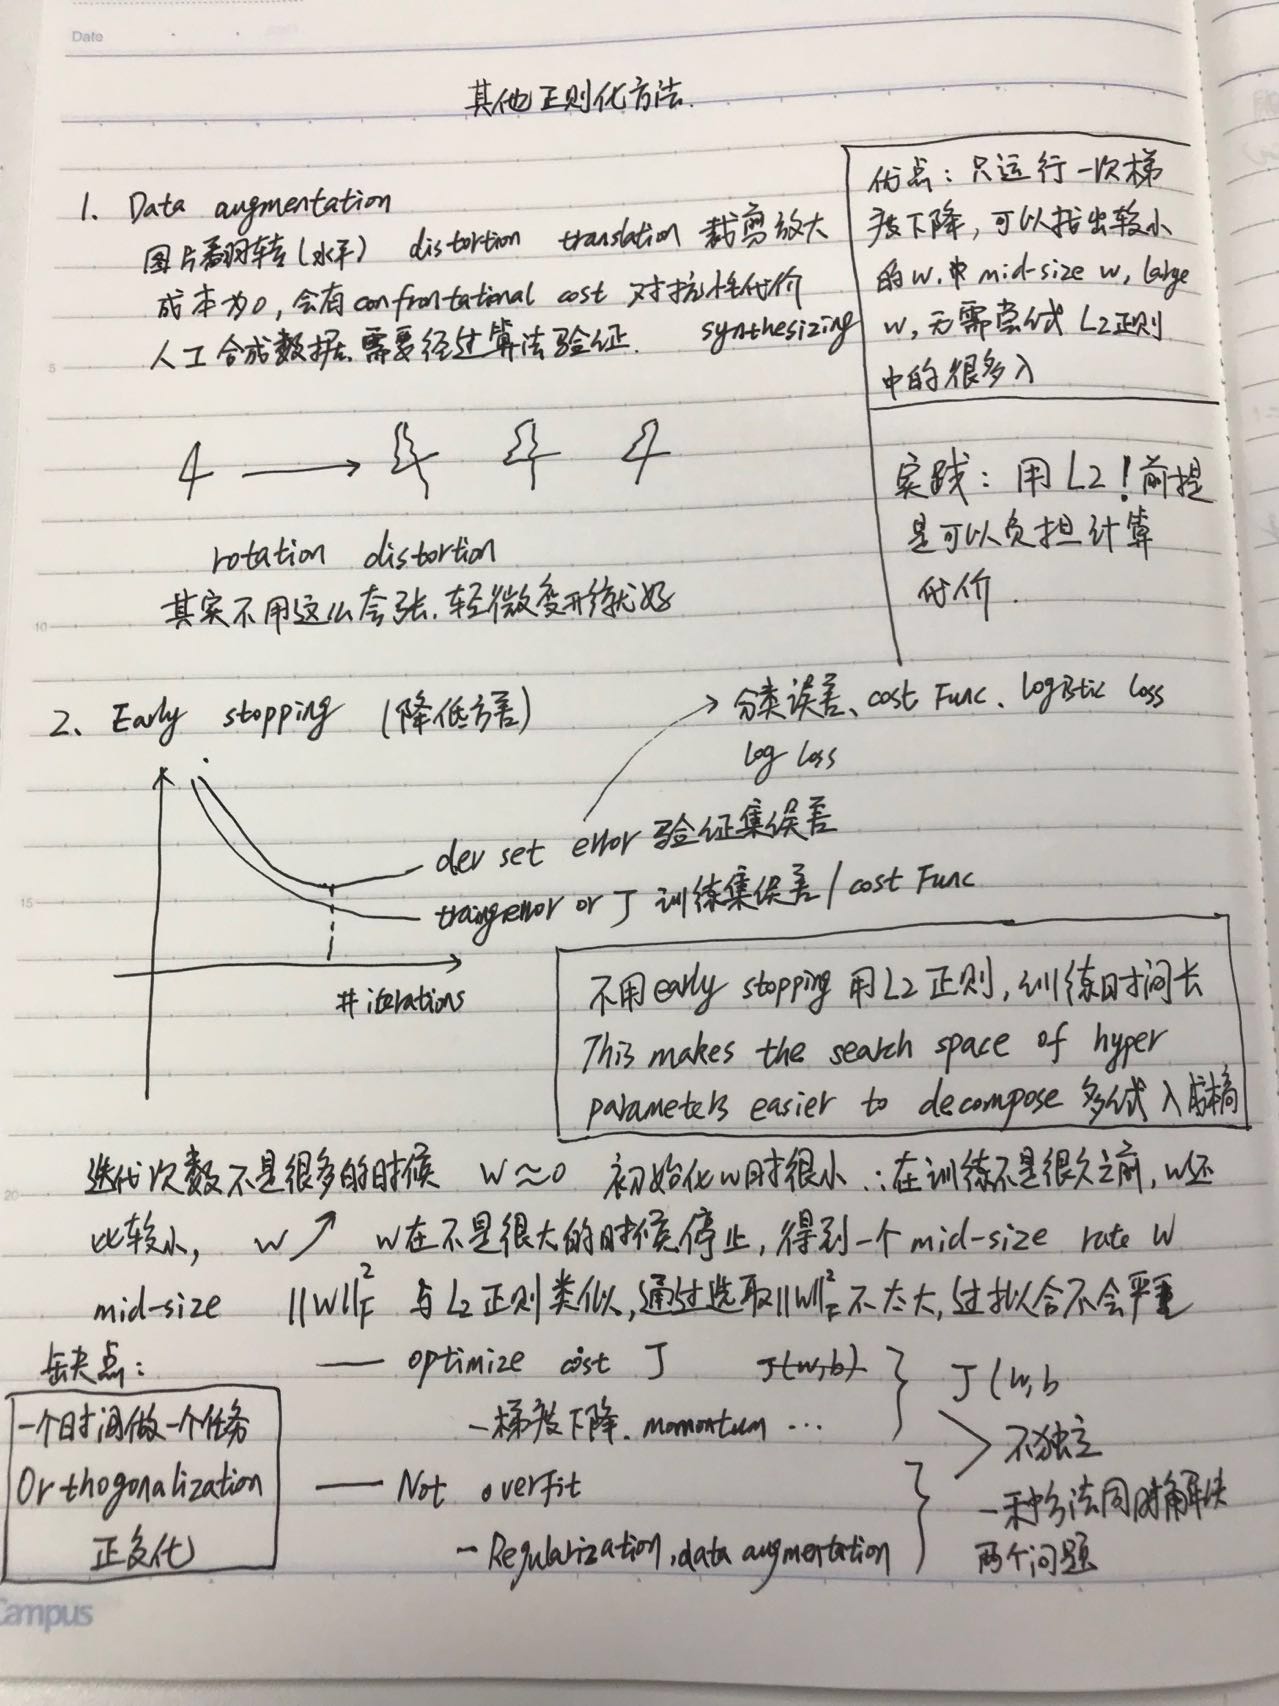 Date
其他正则化方法.
1. Data augmentation
图片翻转(水平) distortion translation 裁剪放大
成本为0, 会有confrontational cost 对抗性代价
人工合成数据需要经过算法验证. synthesizing
优点: 只运行一次梯
度下降, 可以找出较小
的w. 中 mid-size w, large
w, 无需尝试 L2正则
中的很多λ
实践: 用L2! 前提
是可以负担计算
代价.
4 → 4 4 4
rotation distortion
其实不用这么夸张. 轻微变形就好
2. Early stopping (降低方差)
→ 分类误差、cost Func. logistic loss
log loss
dev set error 验证集误差
traing error or J 训练集误差/cost Func
# iterations
不用early stopping 用L2正则, 训练时间长
This makes the search space of hyper
parameters easier to decompose 多试 λ
迭代次数不是很多的时候 w≈0 初始化w时很小 ∴在训练不是很久之前, w还
比较小, w↗ w在不是很大的时候停止, 得到一个 mid-size rate w
mid-size ||w||²_F 与L2正则类似, 通过选取||w||²_F 不太大, 过拟合不会严重
缺点:
一个时间做一个任务
Orthogonalization
正交化
— optimize cost J J(w,b)
- 梯度下降. momontum ...
— Not overfit
- Regularization, data augmentation
J(w,b
不独立
一种方法同时解决
两个问题
5
10
15
20
Campus